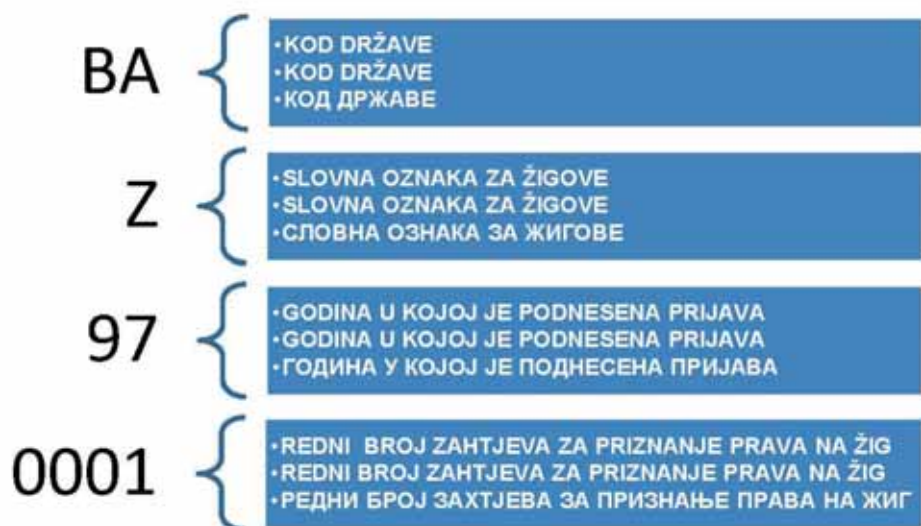 BA
•KOD DRŽAVE
•KOD DRŽAVE
•КОД ДРЖАВЕ
Z
•SLOVNA OZNAKA ZA ŽIGOVE
•SLOVNA OZNAKA ZA ŽIGOVE
•СЛОВНА ОЗНАКА ЗА ЖИГОВЕ
97
•GODINA U KOJOJ JE PODNESENA PRIJAVA
•GODINA U KOJOJ JE PODNESENA PRIJAVA
•ГОДИНА У КОЈОЈ ЈЕ ПОДНЕСЕНА ПРИЈАВА
0001
•REDNI BROJ ZAHTJEVA ZA PRIZNANJE PRAVA NA ŽIG
•REDNI BROJ ZAHTJEVA ZA PRIZNANJE PRAVA NA ŽIG
•РЕДНИ БРОЈ ЗАХТЈЕВА ЗА ПРИЗНАЊЕ ПРАВА НА ЖИГ